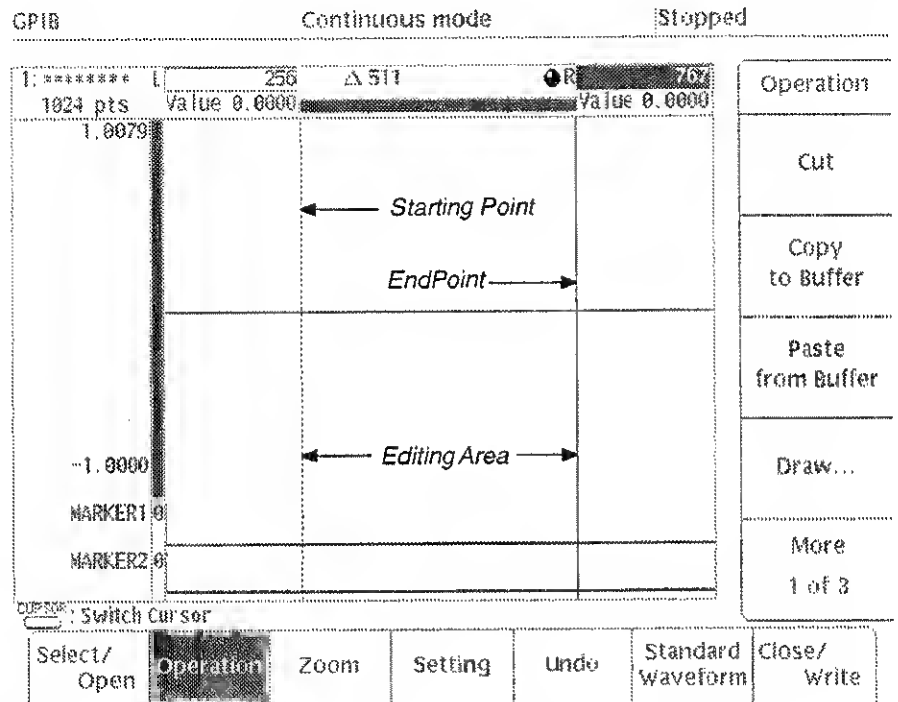 GPIB Continuous mode Stopped
1: ******** L 256 Δ 511 R 767
1024 pts Value 0.0000 Value 0.0000
1.0079
Starting Point
EndPoint
Editing Area
-1.0000
MARKER1 0
MARKER2 0
CURSOR : Switch Cursor
Operation
Cut
Copy
to Buffer
Paste
from Buffer
Draw...
More
1 of 3
Select/
Open
Operation
Zoom
Setting
Undo
Standard
Waveform
Close/
Write